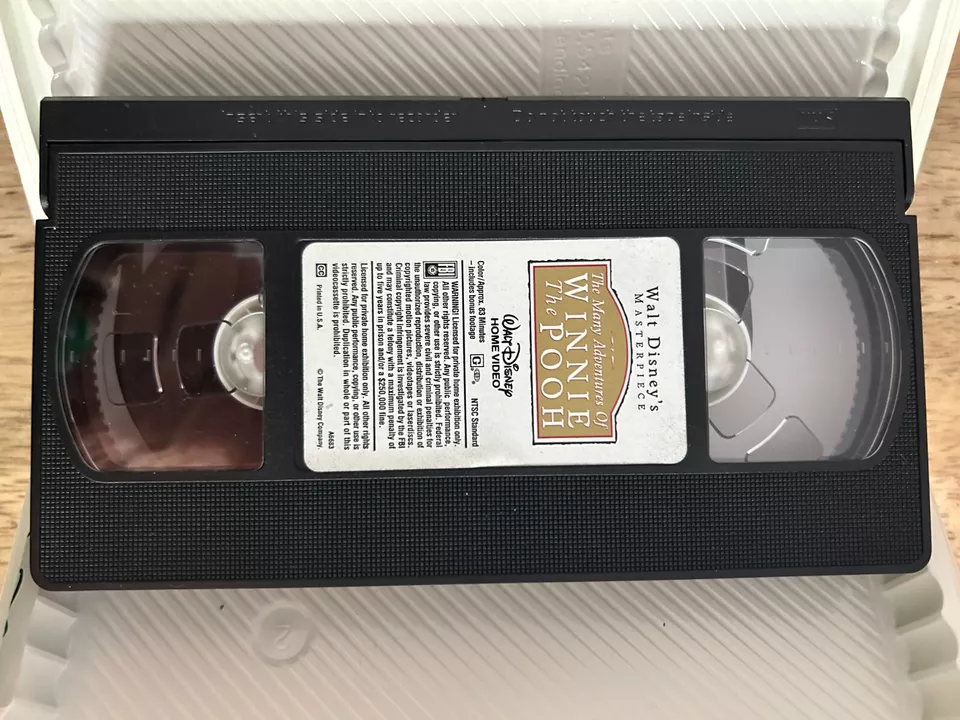 Insert this side into recorder
Do not touch the tape inside
VHS
Walt Disney's
MASTERPIECE
The Many Adventures Of
WINNIE
The POOH
WALT DISNEY
HOME VIDEO
Color/Approx. 83 Minutes
– includes bonus footage
CC
NTSC Standard
FBI
WARNING! Licensed for private home exhibition only.
All other rights reserved. Any public performance,
copying, or other use is strictly prohibited. Federal
law provides severe civil and criminal penalties for
the unauthorized reproduction, distribution or exhibition of
copyrighted motion pictures, videotapes or laserdiscs.
Criminal copyright infringement is investigated by the FBI
and may constitute a felony with a maximum penalty of
up to five years in prison and/or a $250,000 fine.
Licensed for private home exhibition only. All other rights
reserved. Any public performance, copying, or other use is
strictly prohibited. Duplication in whole or part of this
videocassette is prohibited.
A6663
CC Printed in U.S.A.
© The Walt Disney Company.
2